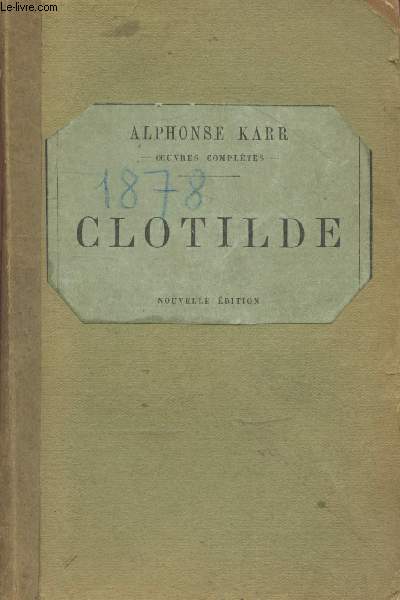 © Le-livre.com
ALPHONSE KARR
— ŒUVRES COMPLÈTES —
1878
CLOTILDE
NOUVELLE ÉDITION